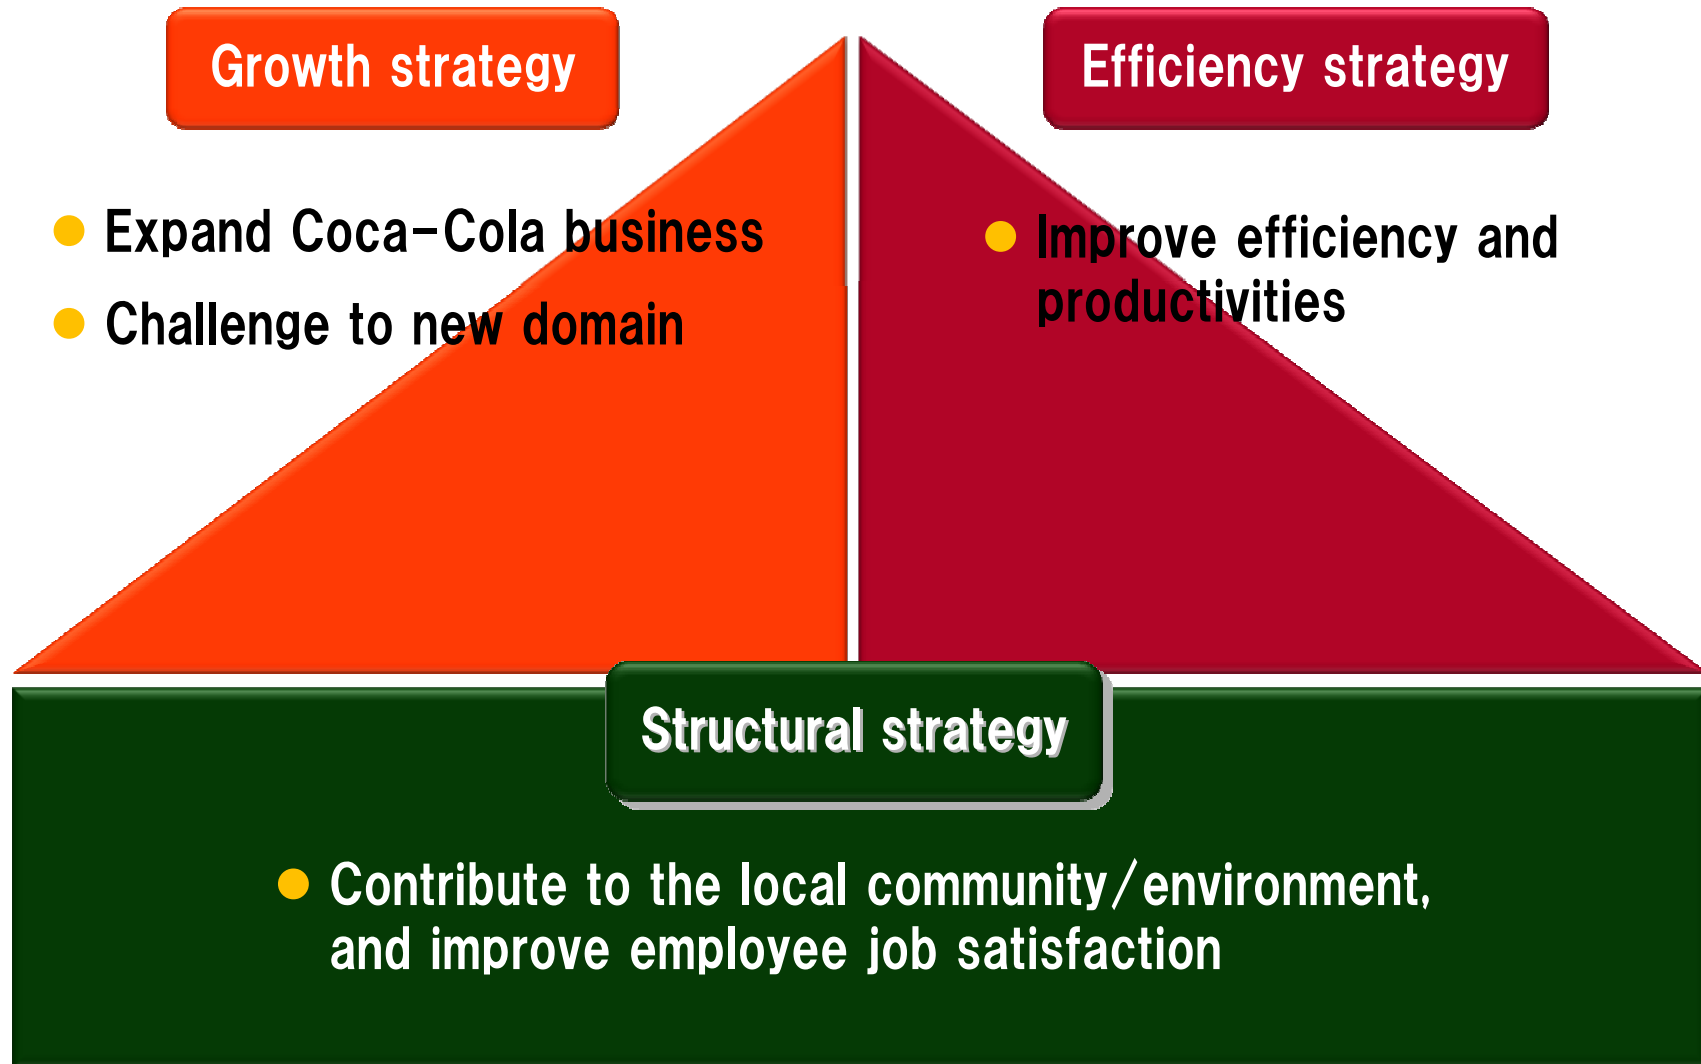 Growth strategy
Efficiency strategy
Expand Coca-Cola business
Challenge to new domain
Improve efficiency and
productivities
Structural strategy
Contribute to the local community/environment,
and improve employee job satisfaction